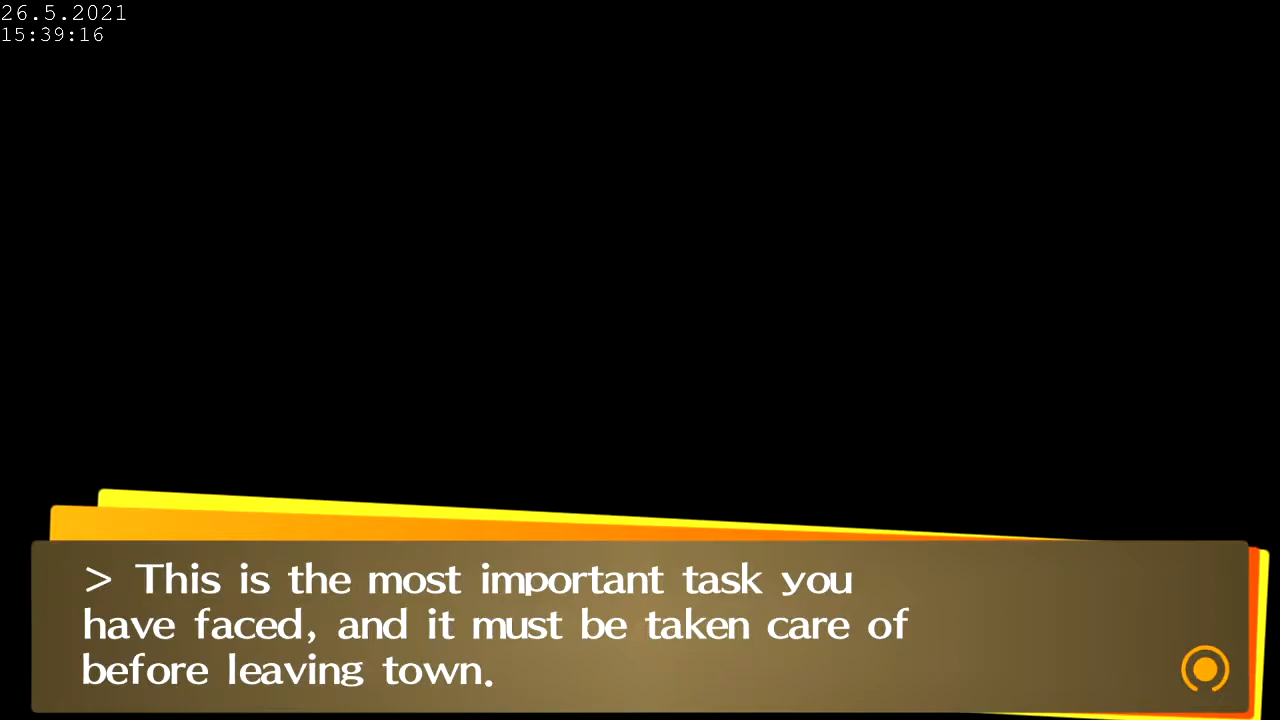 26.5.2021
15:39:16
> This is the most important task you
have faced, and it must be taken care of
before leaving town.